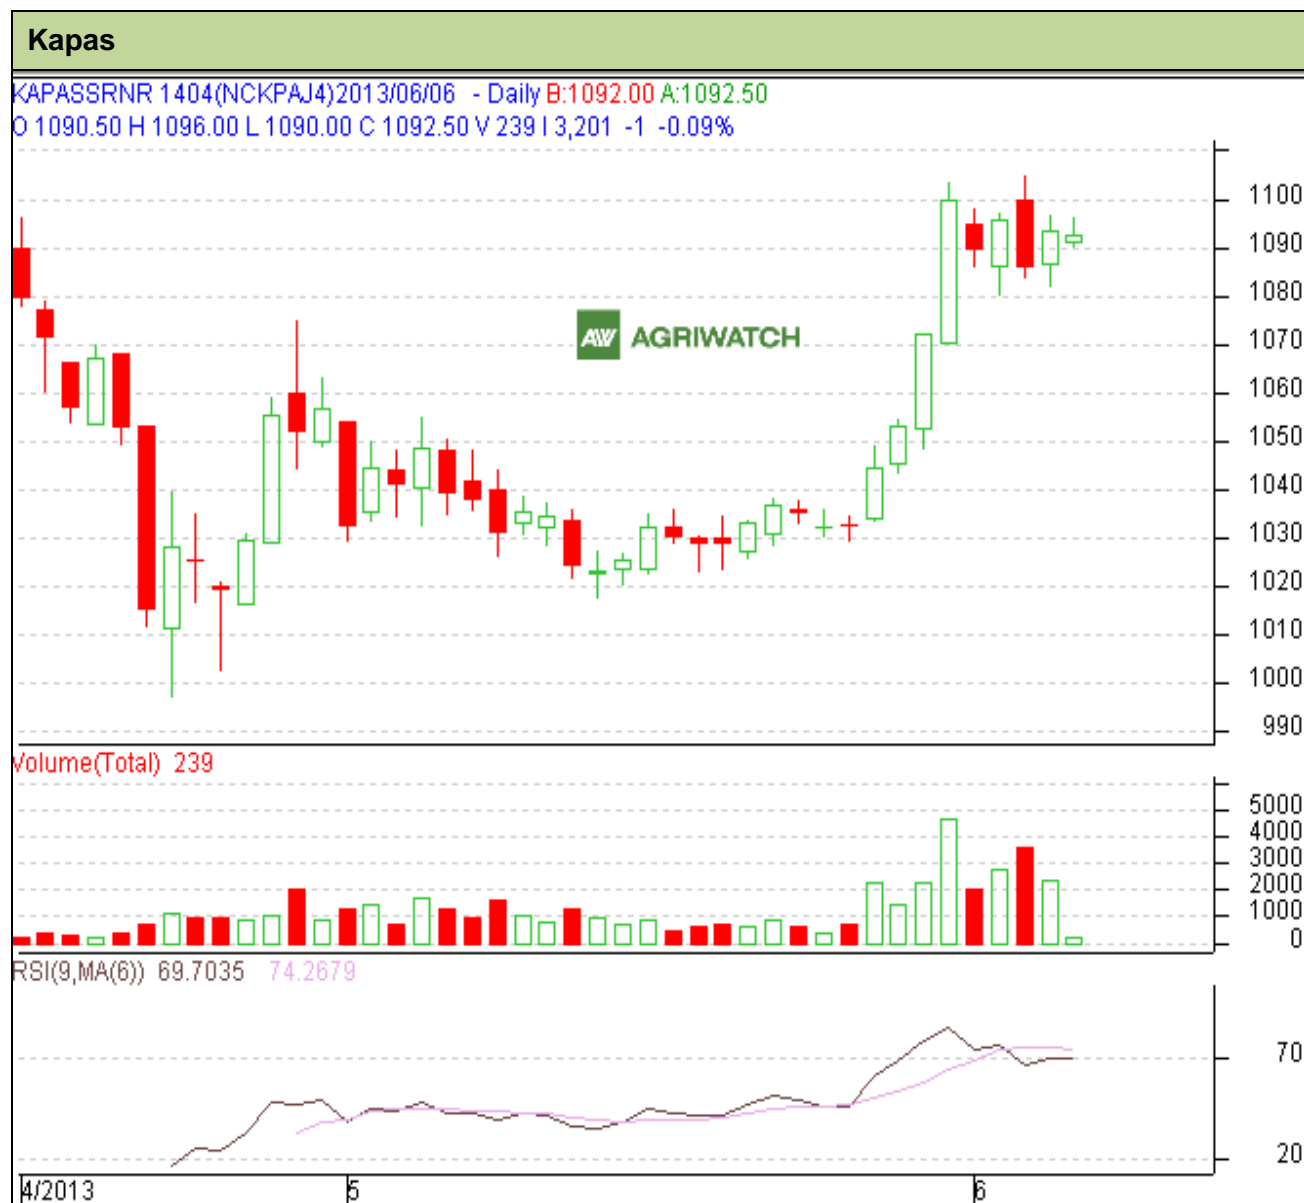 Kapas
KAPASSRNR 1404(NCKPAJ4)2013/06/06 - Daily B:1092.00 A:1092.50
O 1090.50 H 1096.00 L 1090.00 C 1092.50 V 239 I 3,201 -1 -0.09%
1100
1090
1080
AW AGRIWATCH
1070
1060
1050
1040
1030
1020
1010
1000
990
Volume(Total) 239
5000
4000
3000
2000
1000
0
RSI(9,MA(6)) 69.7035 74.2679
70
20
4/2013 5 6